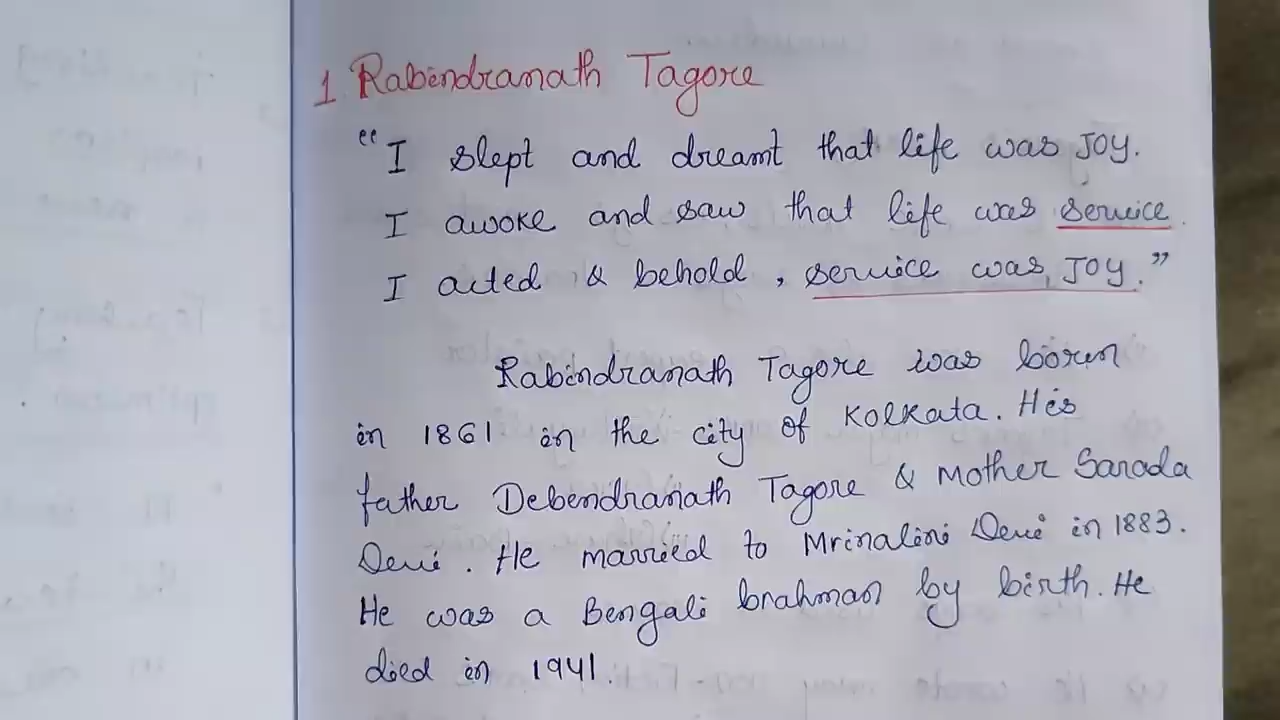 1 Rabindranath Tagore
"I slept and dreamt that life was JOY.
I awoke and saw that life was service.
I acted & behold, service was JOY."
Rabindranath Tagore was born
in 1861 in the city of Kolkata. His
father Debendranath Tagore & Mother Sarada
Devi. He married to Mrinalini Devi in 1883.
He was a Bengali brahman by birth. He
died in 1941.